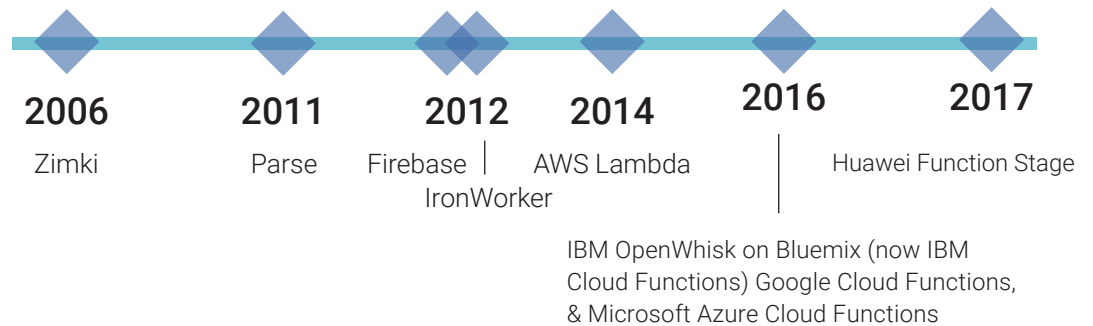 2006
2011
2012
2014
2016
2017
Zimki
Parse
Firebase
IronWorker
AWS Lambda
Huawei Function Stage
IBM OpenWhisk on Bluemix (now IBM
Cloud Functions) Google Cloud Functions,
& Microsoft Azure Cloud Functions